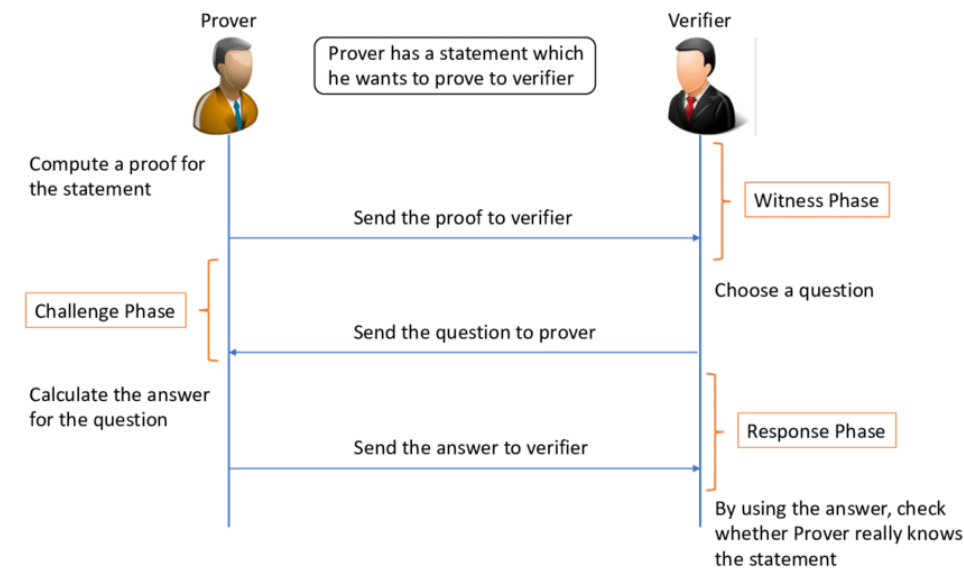 Prover
Verifier
Prover has a statement which
he wants to prove to verifier
Compute a proof for
the statement
Witness Phase
Send the proof to verifier
Choose a question
Challenge Phase
Send the question to prover
Calculate the answer
for the question
Response Phase
Send the answer to verifier
By using the answer, check
whether Prover really knows
the statement